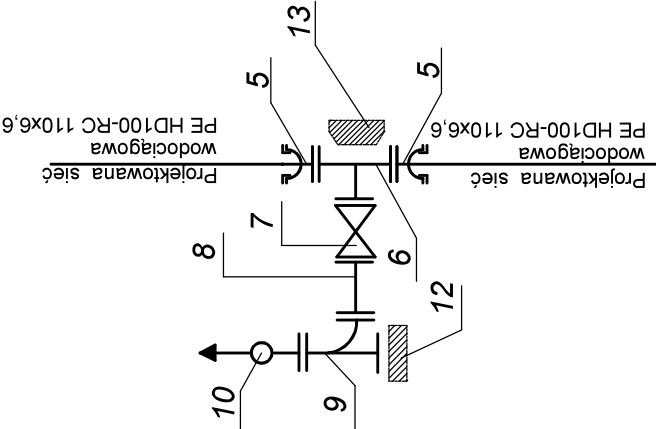 Projektowana sieć
wodociągowa
PE HD100-RC 110x6,6
Projektowana sieć
wodociągowa
PE HD100-RC 110x6,6
5
13
5
7
8
6
12
10
9